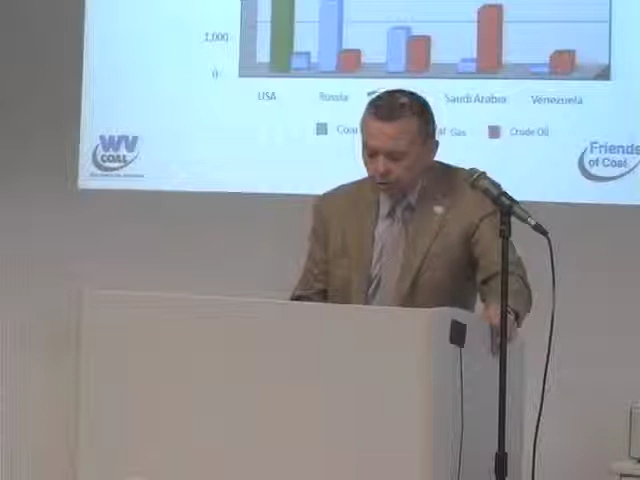 1,000
0
USA
Russia
Saudi Arabia
Venezuela
Coal
Gas
Crude Oil
WV
COAL
Friends
of Coal